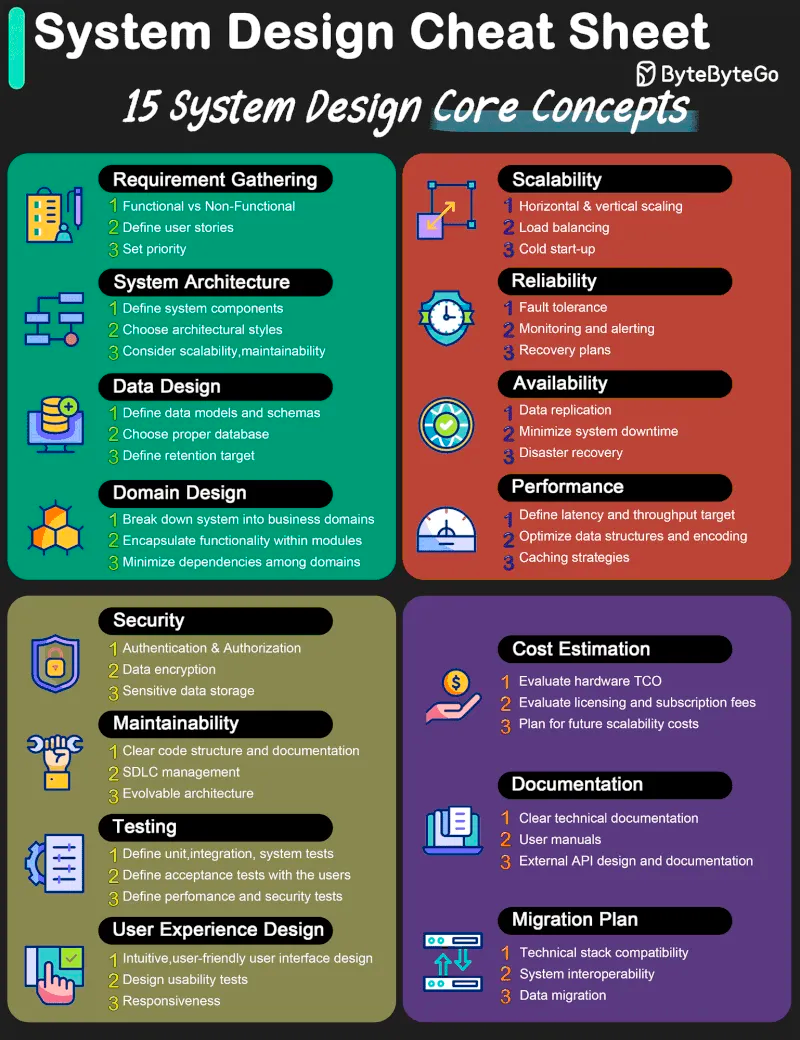 System Design Cheat Sheet
ByteByteGo
15 System Design Core Concepts
Requirement Gathering
1 Functional vs Non-Functional
2 Define user stories
3 Set priority
System Architecture
1 Define system components
2 Choose architectural styles
3 Consider scalability,maintainability
Data Design
1 Define data models and schemas
2 Choose proper database
3 Define retention target
Domain Design
1 Break down system into business domains
2 Encapsulate functionality within modules
3 Minimize dependencies among domains
Scalability
1 Horizontal & vertical scaling
2 Load balancing
3 Cold start-up
Reliability
1 Fault tolerance
2 Monitoring and alerting
3 Recovery plans
Availability
1 Data replication
2 Minimize system downtime
3 Disaster recovery
Performance
1 Define latency and throughput target
2 Optimize data structures and encoding
3 Caching strategies
Security
1 Authentication & Authorization
2 Data encryption
3 Sensitive data storage
Maintainability
1 Clear code structure and documentation
2 SDLC management
3 Evolvable architecture
Testing
1 Define unit,integration, system tests
2 Define acceptance tests with the users
3 Define perfomance and security tests
User Experience Design
1 Intuitive,user-friendly user interface design
2 Design usability tests
3 Responsiveness
Cost Estimation
1 Evaluate hardware TCO
2 Evaluate licensing and subscription fees
3 Plan for future scalability costs
Documentation
1 Clear technical documentation
2 User manuals
3 External API design and documentation
Migration Plan
1 Technical stack compatibility
2 System interoperability
3 Data migration